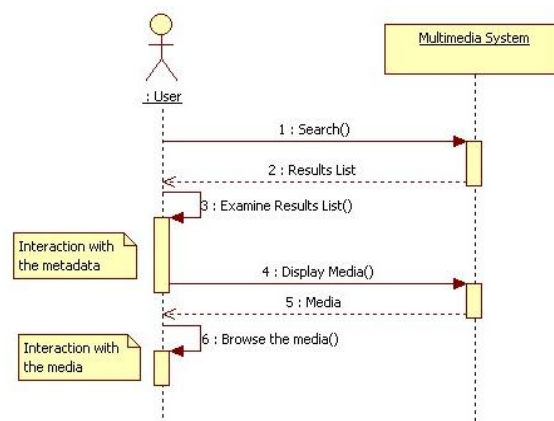 Multimedia System
: User
1 : Search()
2 : Results List
3 : Examine Results List()
Interaction with
the metadata
4 : Display Media()
5 : Media
6 : Browse the media()
Interaction with
the media